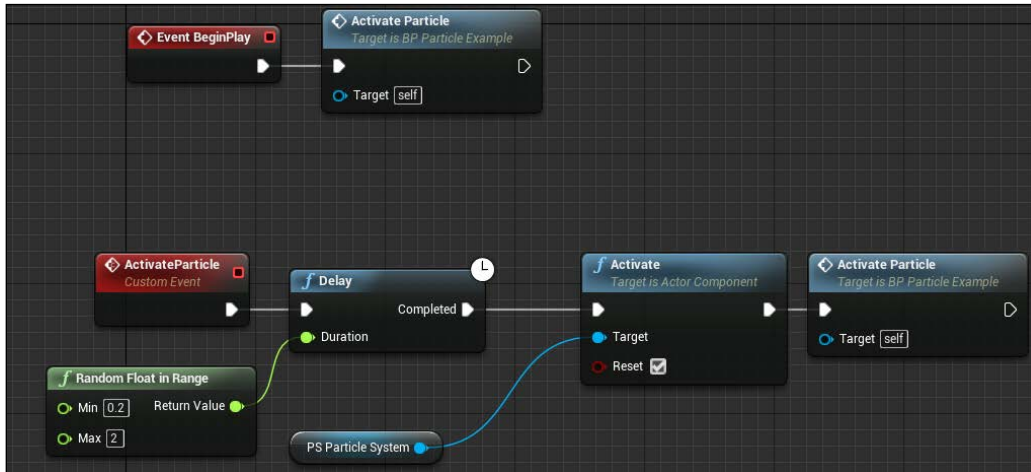 Event BeginPlay
Activate Particle
Target is BP Particle Example
Target self
ActivateParticle
Custom Event
Delay
Completed
Duration
Random Float in Range
Min 0.2 Return Value
Max 2
PS Particle System
Activate
Target is Actor Component
Target
Reset
Activate Particle
Target is BP Particle Example
Target self